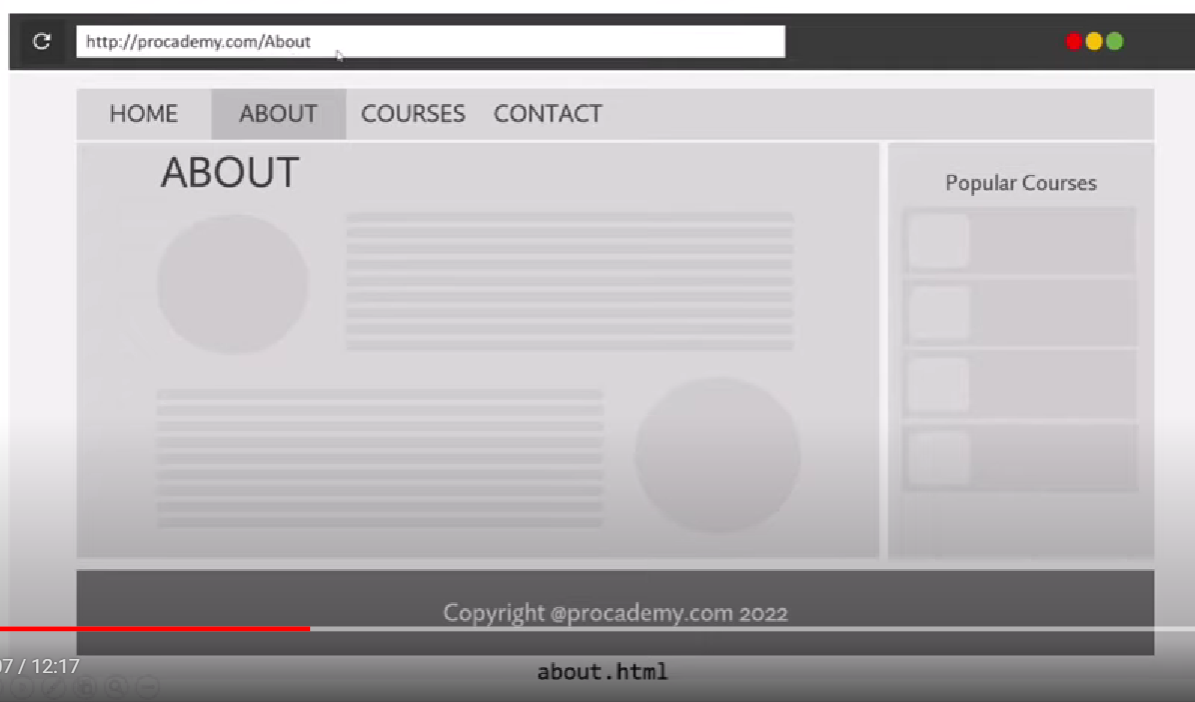 http://procademy.com/About
HOME ABOUT COURSES CONTACT
ABOUT
Popular Courses
Copyright @procademy.com 2022
7 / 12:17
about.html